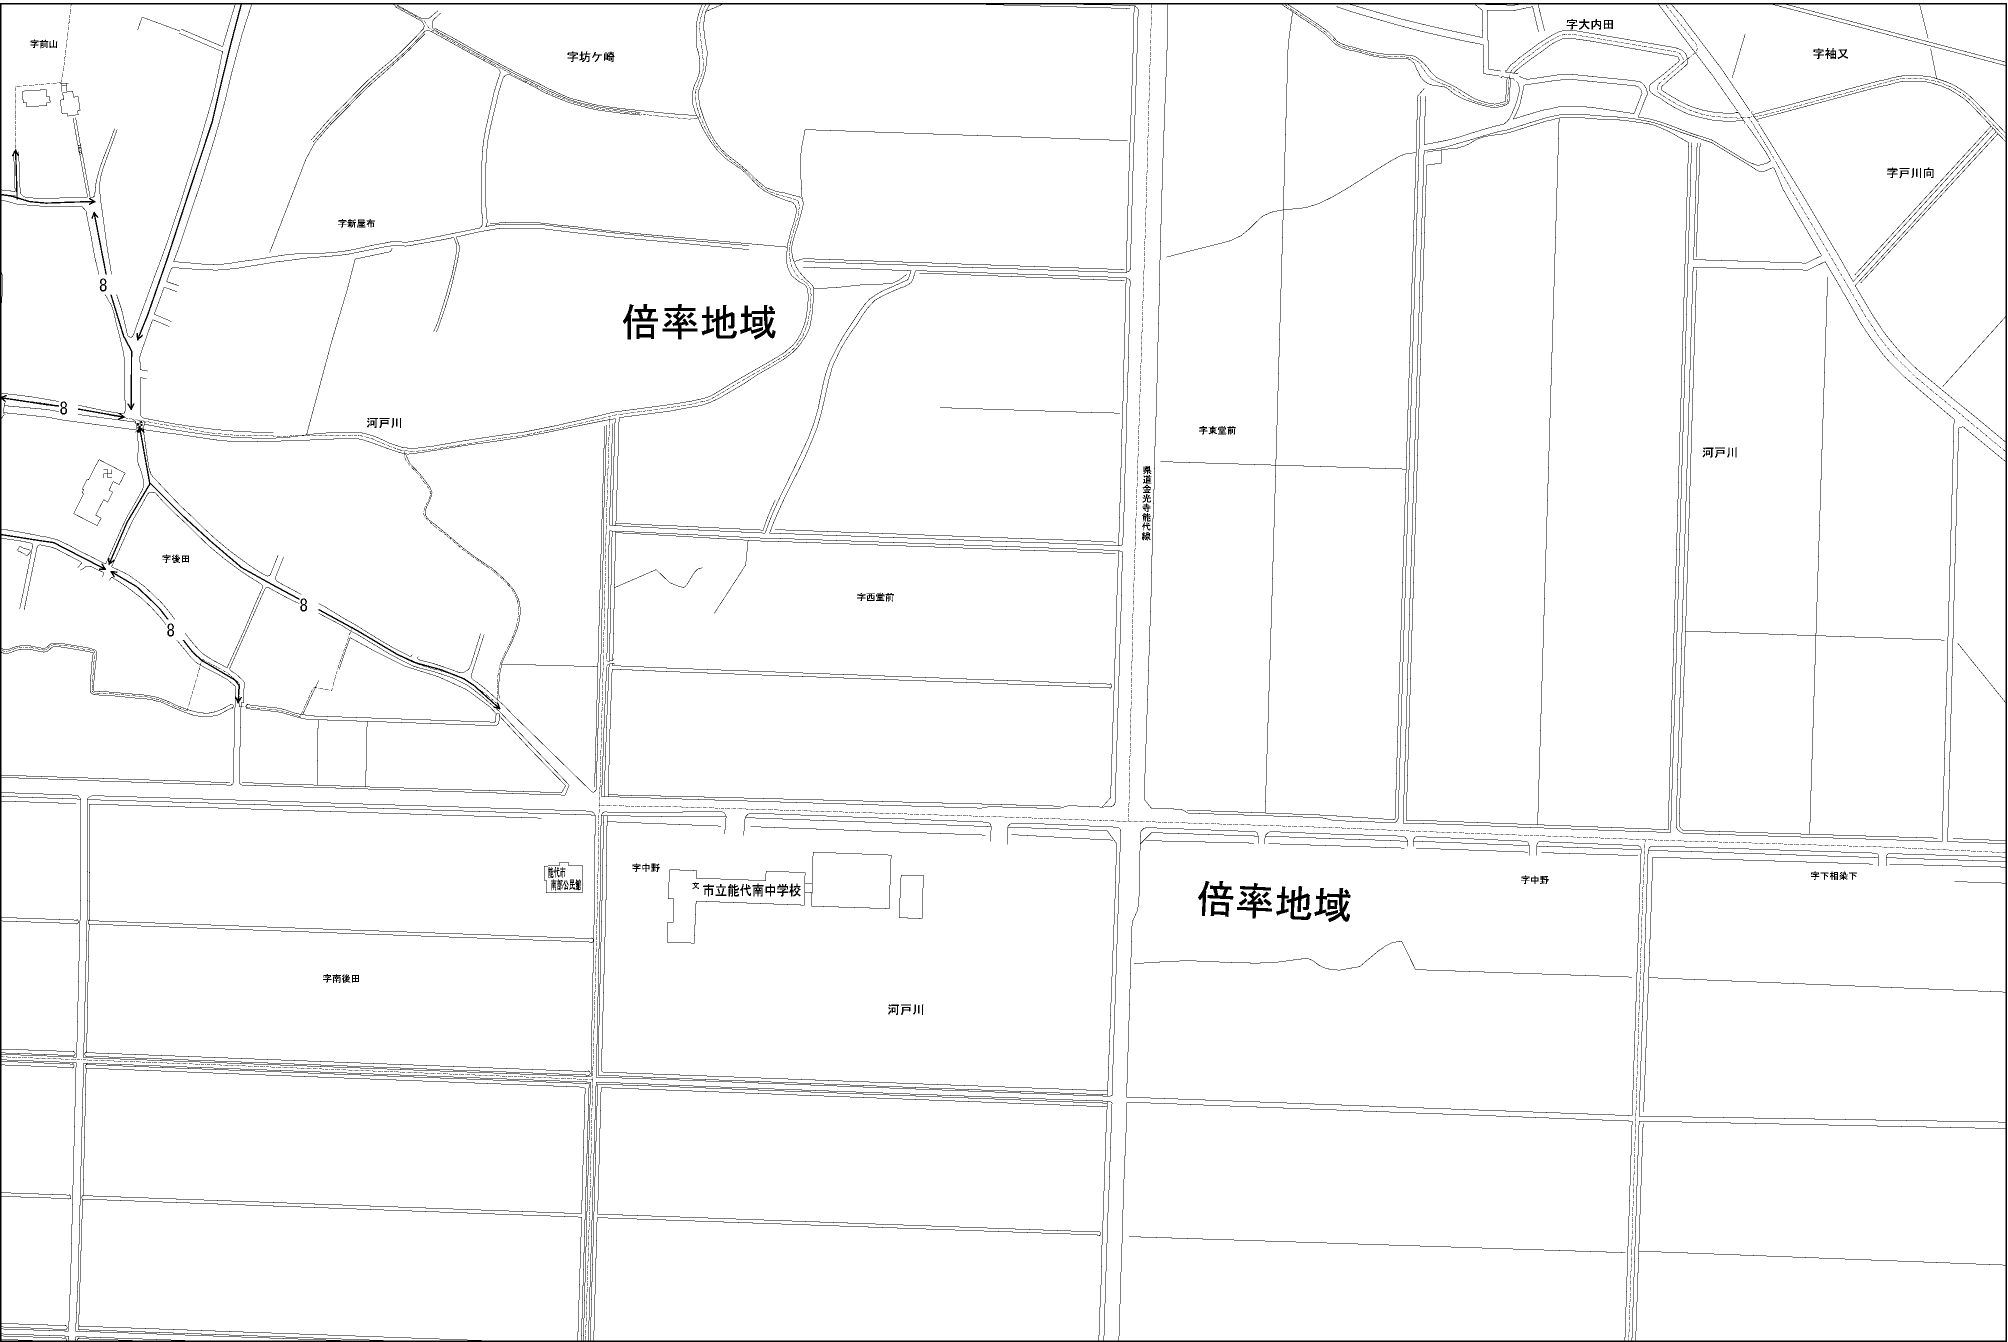 字大内田
字前山
字坊ケ崎
字袖又
字戸川向
字新屋布
8
倍率地域
8
河戸川
字東堂前
河戸川
県道金光寺能代線
卍
字後田
字西堂前
8
8
能代市
南部公民館
字中野
文 市立能代南中学校
字中野
字下相染下
倍率地域
字南後田
河戸川